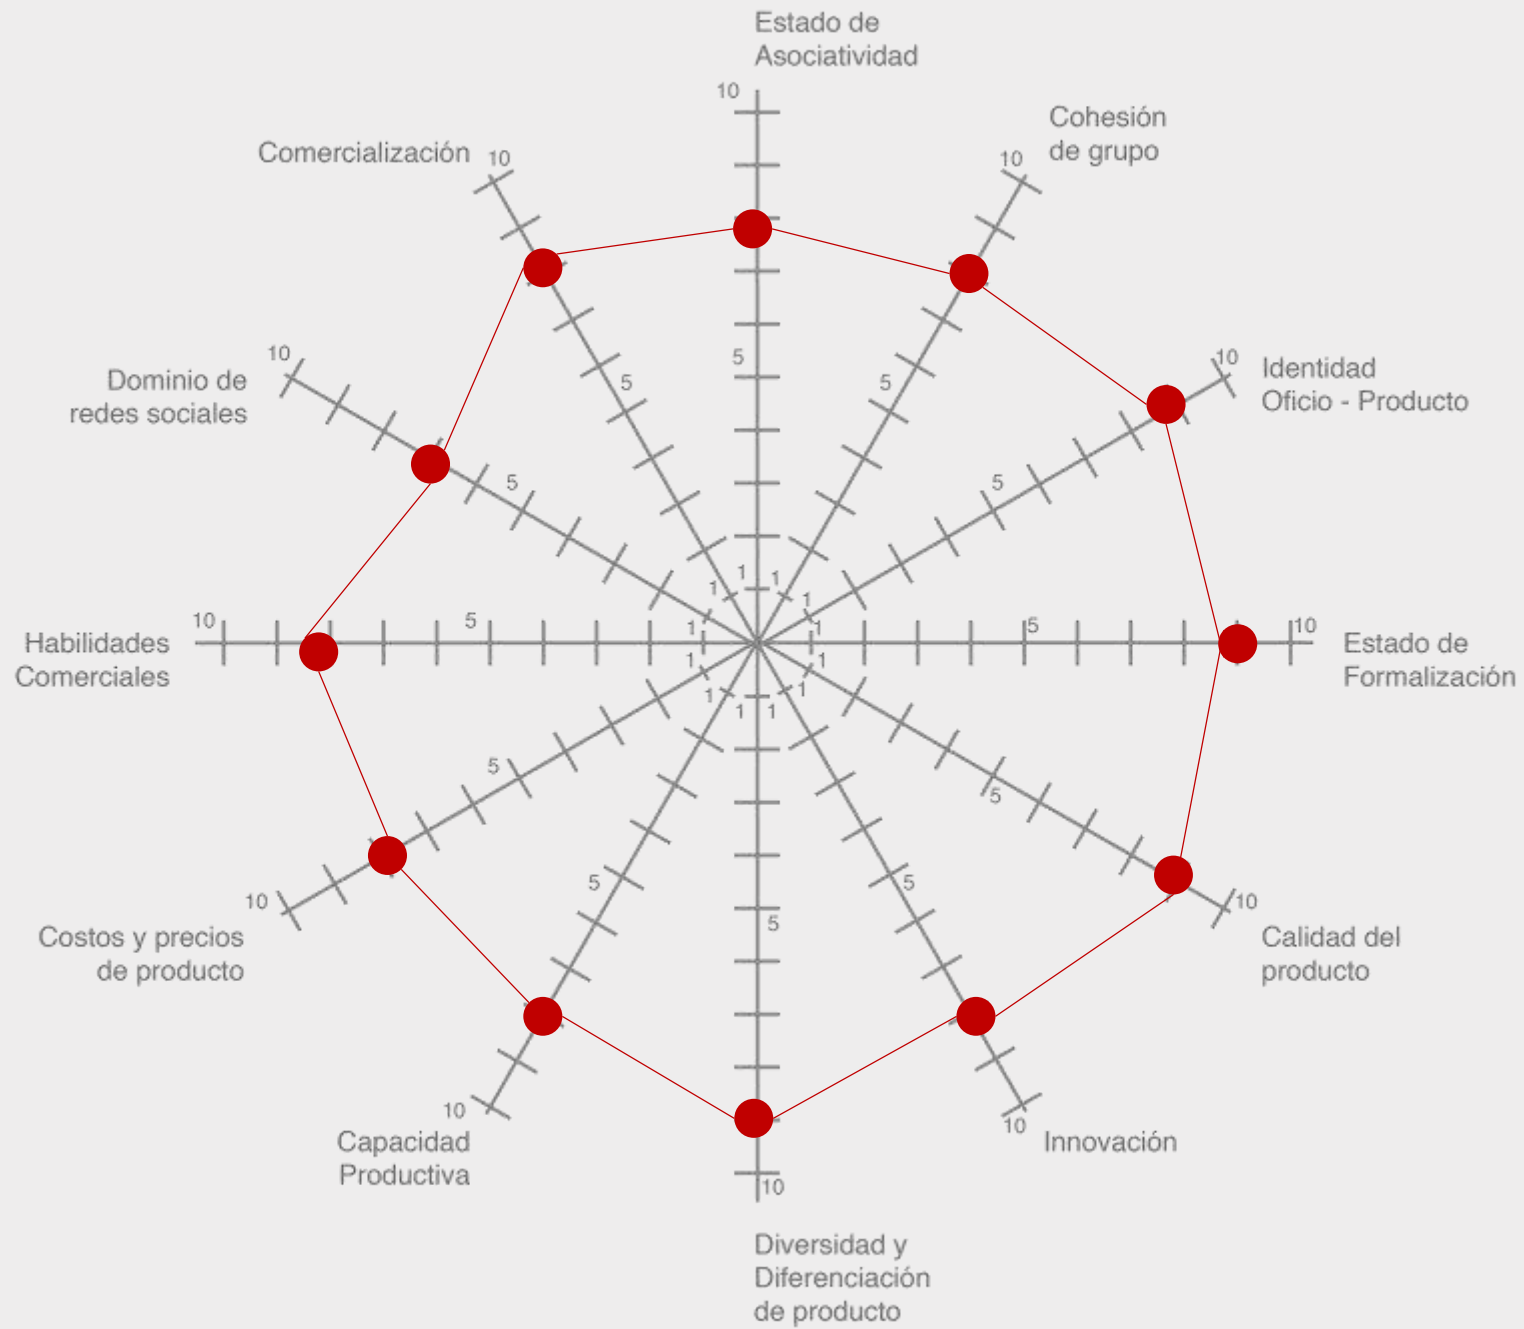 Estado de
Asociatividad
10
Cohesión
de grupo
10
Comercialización
10
Identidad
Oficio - Producto
10
Dominio de
redes sociales
10
5
5
5
5
5
1
1
1
1
1
1
Habilidades
Comerciales
10
5
5
10
Estado de
Formalización
1
1
1
1
1
1
5
5
5
5
5
Costos y precios
de producto
10
10
Calidad del
producto
Capacidad
Productiva
10
10
Innovación
10
Diversidad y
Diferenciación
de producto